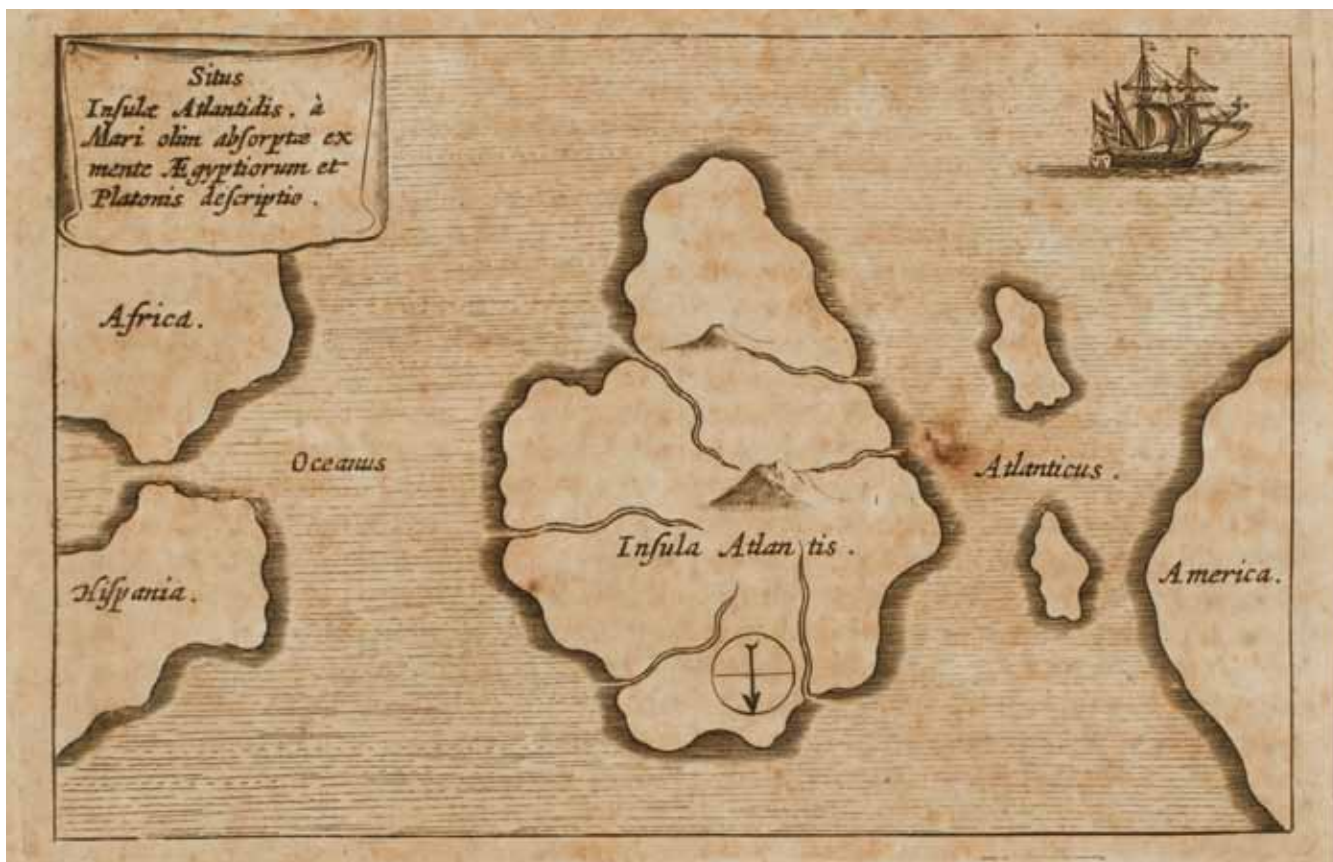 Situs
Inſulæ Atlantidis, à
Mari olim abſorptæ ex
mente Ægyptiorum et
Platonis deſcriptio.
Africa.
Oceanus
Atlanticus.
Inſula Atlantis.
Hiſpania.
America.